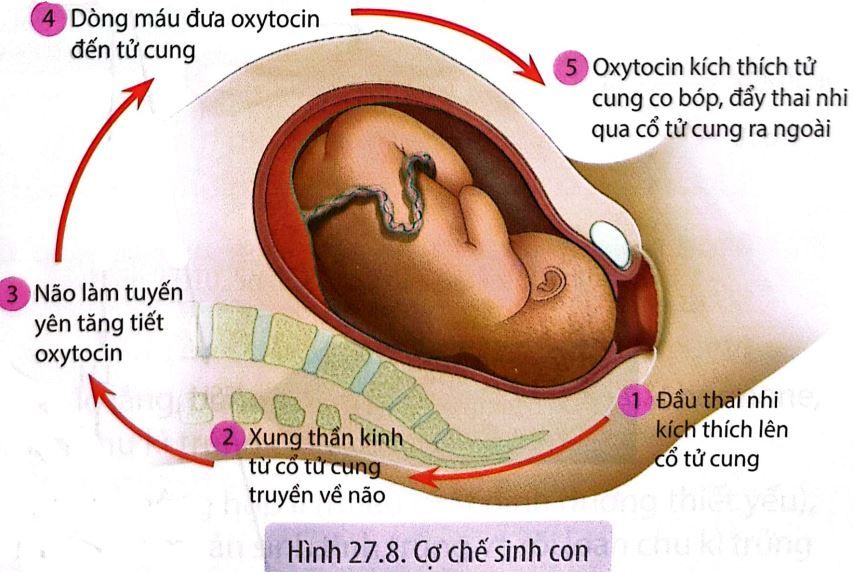 4 Dòng máu đưa oxytocin
đến tử cung
5 Oxytocin kích thích tử
cung co bóp, đẩy thai nhi
qua cổ tử cung ra ngoài
3 Não làm tuyến
yên tăng tiết
oxytocin
1 Đầu thai nhi
kích thích lên
cổ tử cung
2 Xung thần kinh
từ cổ tử cung
truyền về não
Hình 27.8. Cơ chế sinh con